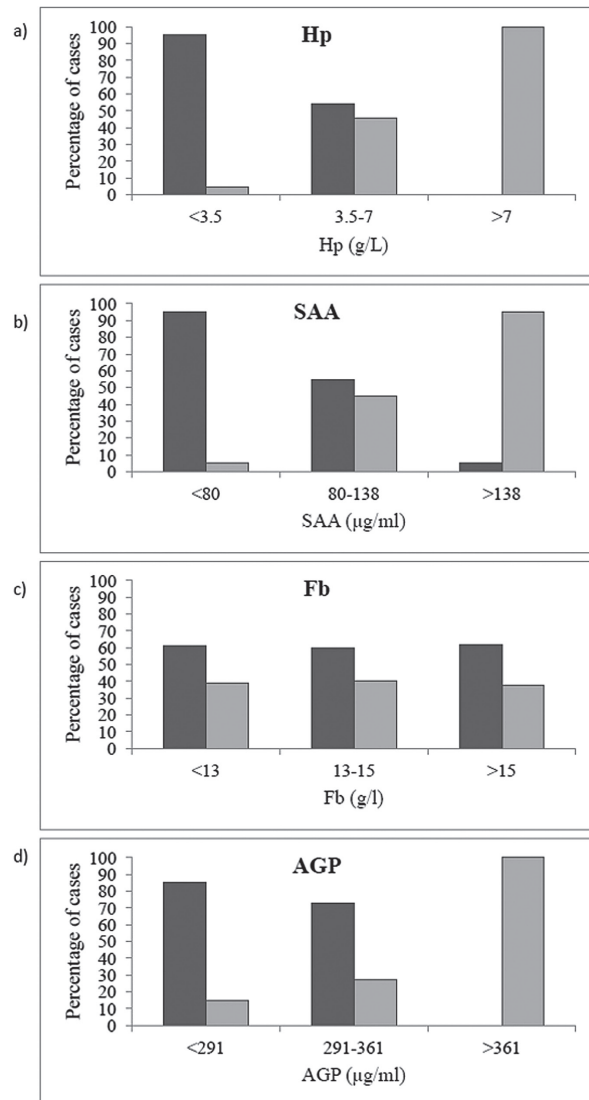 a)
Hp
Percentage of cases
100
90
80
70
60
50
40
30
20
10
0
<3.5 3.5-7 >7
Hp (g/L)
b)
SAA
Percentage of cases
100
90
80
70
60
50
40
30
20
10
0
<80 80-138 >138
SAA (µg/ml)
c)
Fb
Percentage of cases
100
90
80
70
60
50
40
30
20
10
0
<13 13-15 >15
Fb (g/l)
d)
AGP
Percentage of cases
100
90
80
70
60
50
40
30
20
10
0
<291 291-361 >361
AGP (µg/ml)